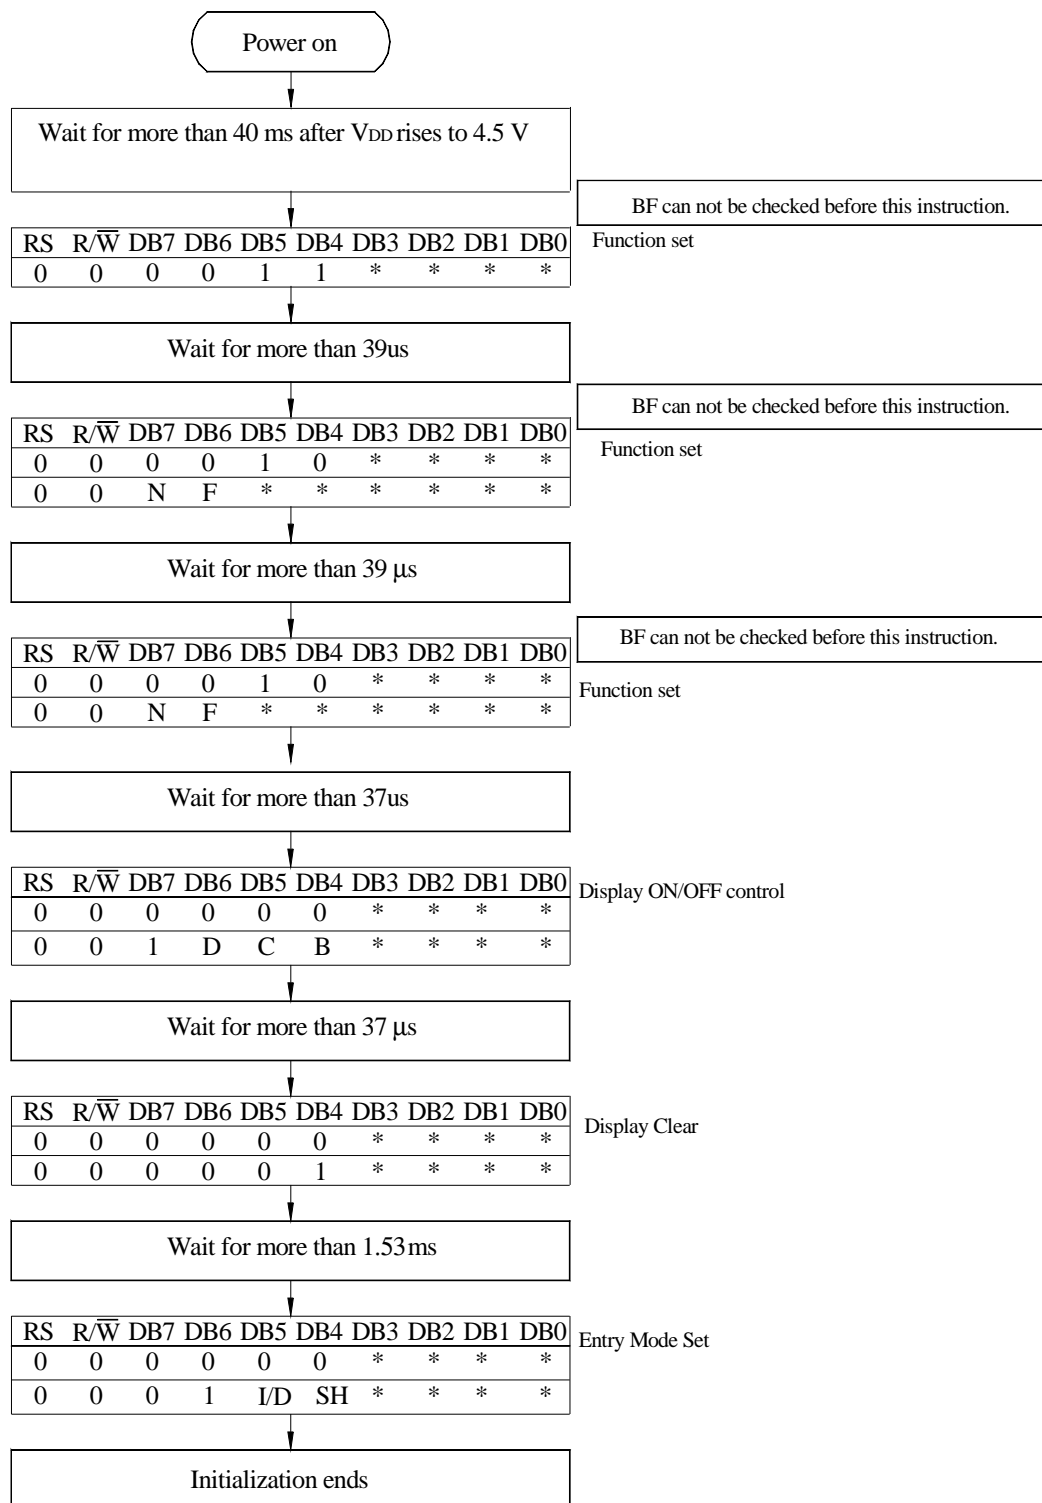 Power on
Wait for more than 40 ms after VDD rises to 4.5 V
BF can not be checked before this instruction.
RS R/W̅ DB7 DB6 DB5 DB4 DB3 DB2 DB1 DB0
Function set
0 0 0 0 1 1 * * * *
Wait for more than 39us
BF can not be checked before this instruction.
RS R/W̅ DB7 DB6 DB5 DB4 DB3 DB2 DB1 DB0
Function set
0 0 0 0 1 0 * * * *
0 0 N F * * * * * *
Wait for more than 39 µs
BF can not be checked before this instruction.
RS R/W̅ DB7 DB6 DB5 DB4 DB3 DB2 DB1 DB0
0 0 0 0 1 0 * * * *
Function set
0 0 N F * * * * * *
Wait for more than 37us
RS R/W̅ DB7 DB6 DB5 DB4 DB3 DB2 DB1 DB0
Display ON/OFF control
0 0 0 0 0 0 * * * *
0 0 1 D C B * * * *
Wait for more than 37 µs
RS R/W̅ DB7 DB6 DB5 DB4 DB3 DB2 DB1 DB0
Display Clear
0 0 0 0 0 0 * * * *
0 0 0 0 0 1 * * * *
Wait for more than 1.53ms
RS R/W̅ DB7 DB6 DB5 DB4 DB3 DB2 DB1 DB0
Entry Mode Set
0 0 0 0 0 0 * * * *
0 0 0 1 I/D SH * * * *
Initialization ends